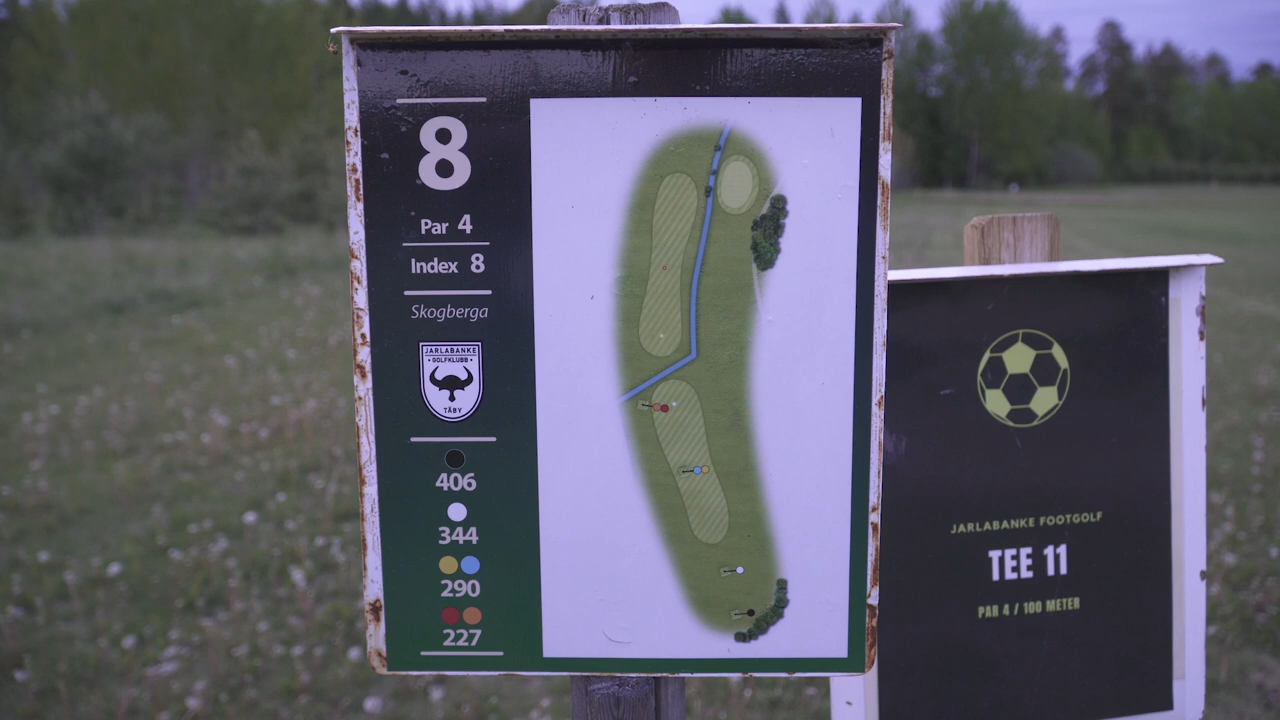 8
Par 4
Index 8
Skogberga
JARLABANKE
• GOLFKLUBB •
TÄBY
406
344
290
227
JARLABANKE FOOTGOLF
TEE 11
PAR 4 / 100 METER